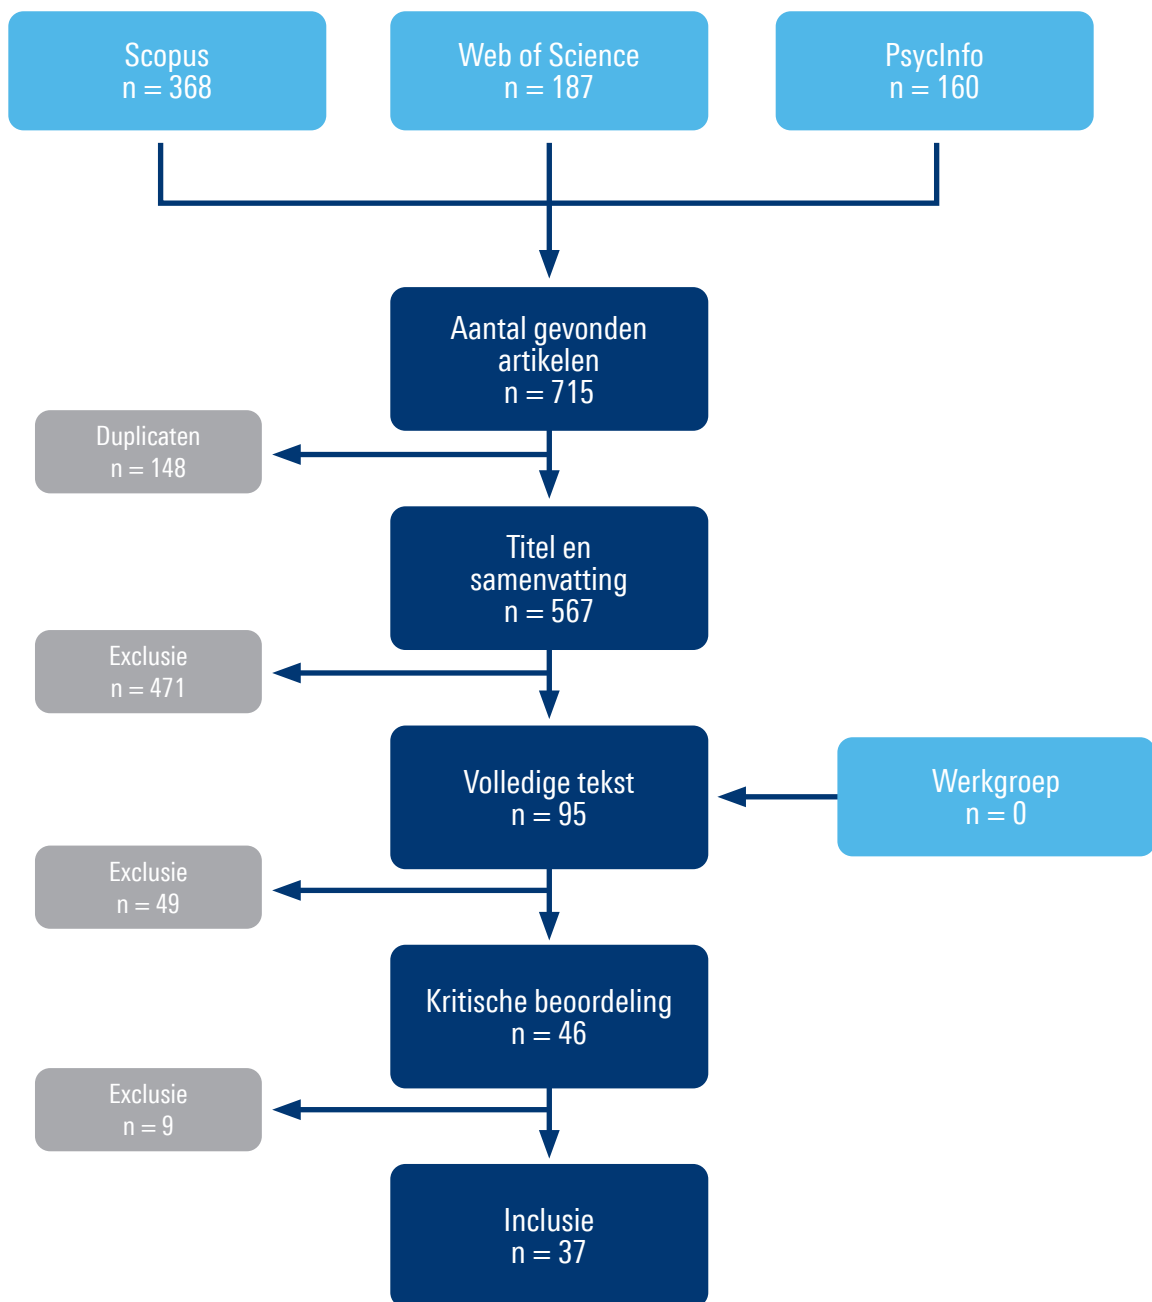 Scopus
n = 368
Web of Science
n = 187
PsycInfo
n = 160
Aantal gevonden
artikelen
n = 715
Duplicaten
n = 148
Titel en
samenvatting
n = 567
Exclusie
n = 471
Volledige tekst
n = 95
Werkgroep
n = 0
Exclusie
n = 49
Kritische beoordeling
n = 46
Exclusie
n = 9
Inclusie
n = 37